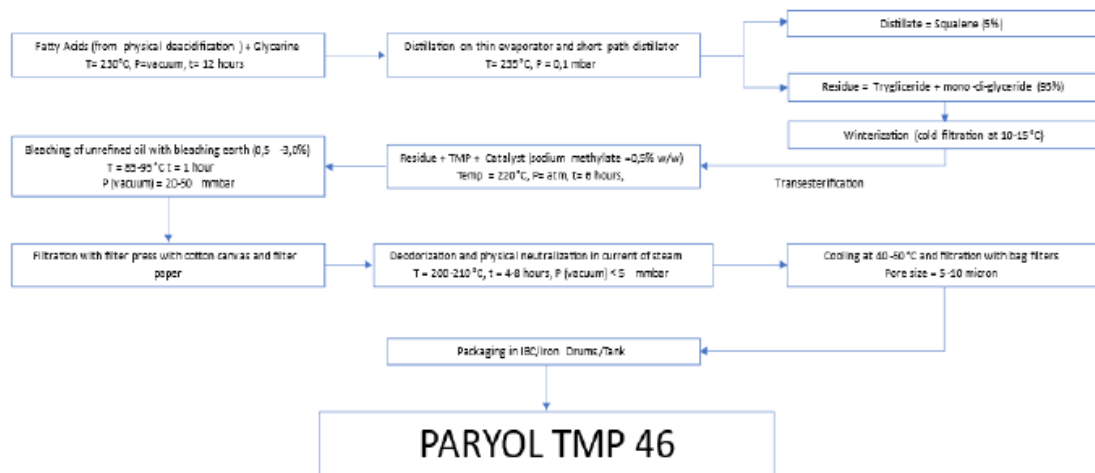 Fatty Acids (from physical deacidification ) + Glycerine
T= 230°C, P=vacuum, t= 12 hours
Distillation on thin evaporator and short path distillator
T= 235°C, P = 0,1 mbar
Distillate = Squalene (5%)
Residue = Trygliceride + mono-di-glyceride (95%)
Winterization (cold filtration at 10-15°C)
Transesterification
Residue + TMP + Catalyst (sodium methylate =0,5% w/w)
Temp = 220°C, P= atm, t= 6 hours,
Bleaching of unrefined oil with bleaching earth (0,5 -3,0%)
T = 85-95°C t = 1 hour
P (vacuum) = 20-50 mmbar
Filtration with filter press with cotton canvas and filter
paper
Deodorization and physical neutralization in current of steam
T = 200-210°C, t = 4-8 hours, P (vacuum) < 5 mmbar
Cooling at 40-60°C and filtration with bag filters
Pore size = 5-10 micron
Packaging in IBC/Iron Drums/Tank
PARYOL TMP 46